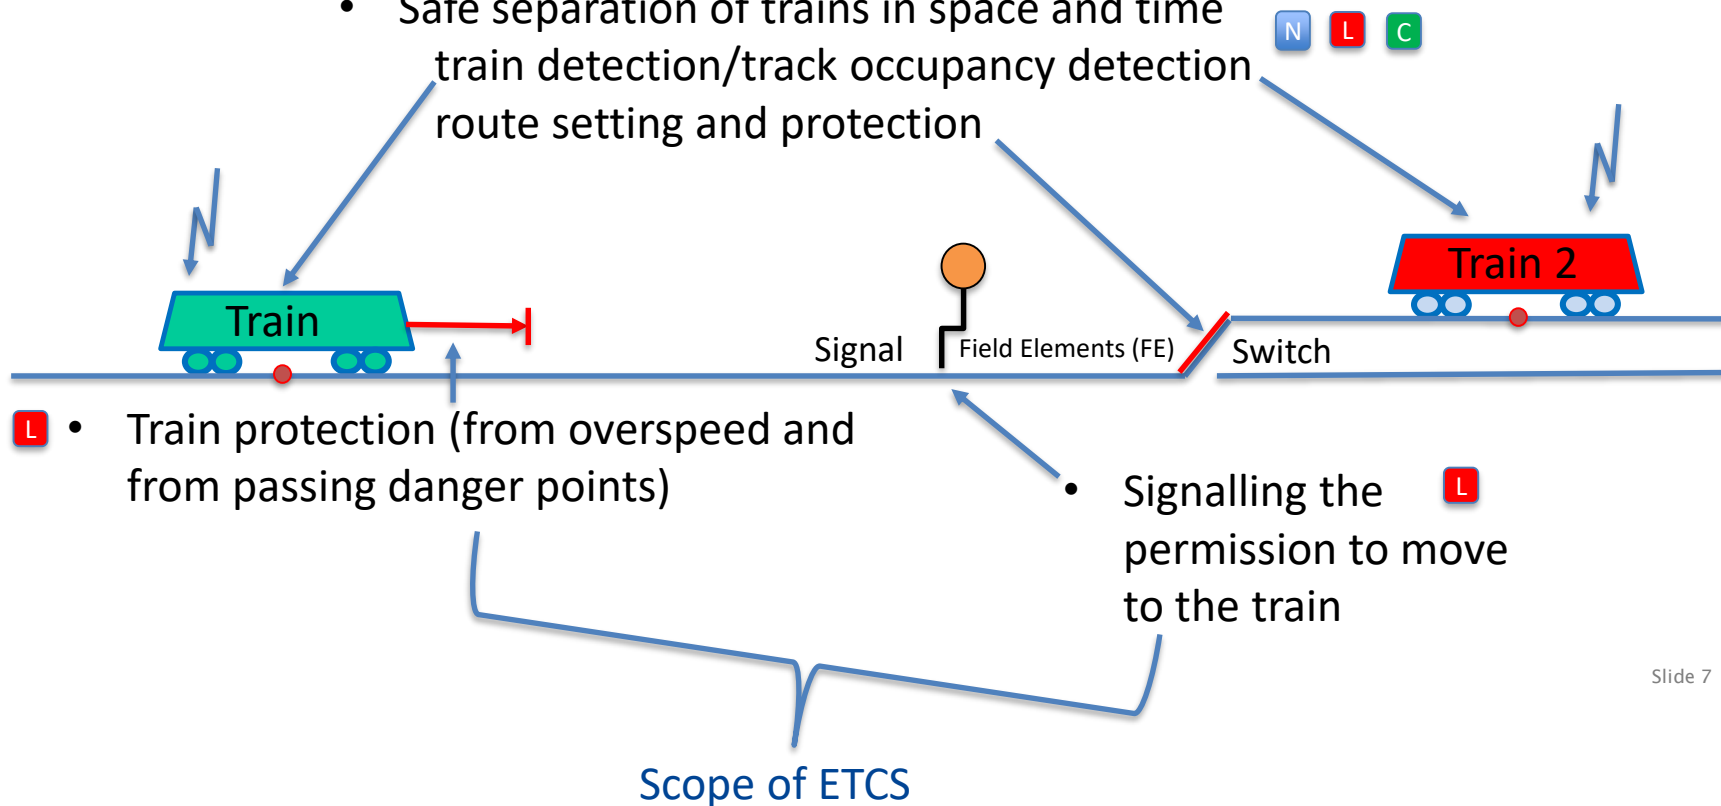 • Safe separation of trains in space and time
N L C
train detection/track occupancy detection
route setting and protection
Train 2
Train
Signal
Field Elements (FE)
Switch
L • Train protection (from overspeed and
from passing danger points)
• Signalling the L
permission to move
to the train
Slide 7
Scope of ETCS